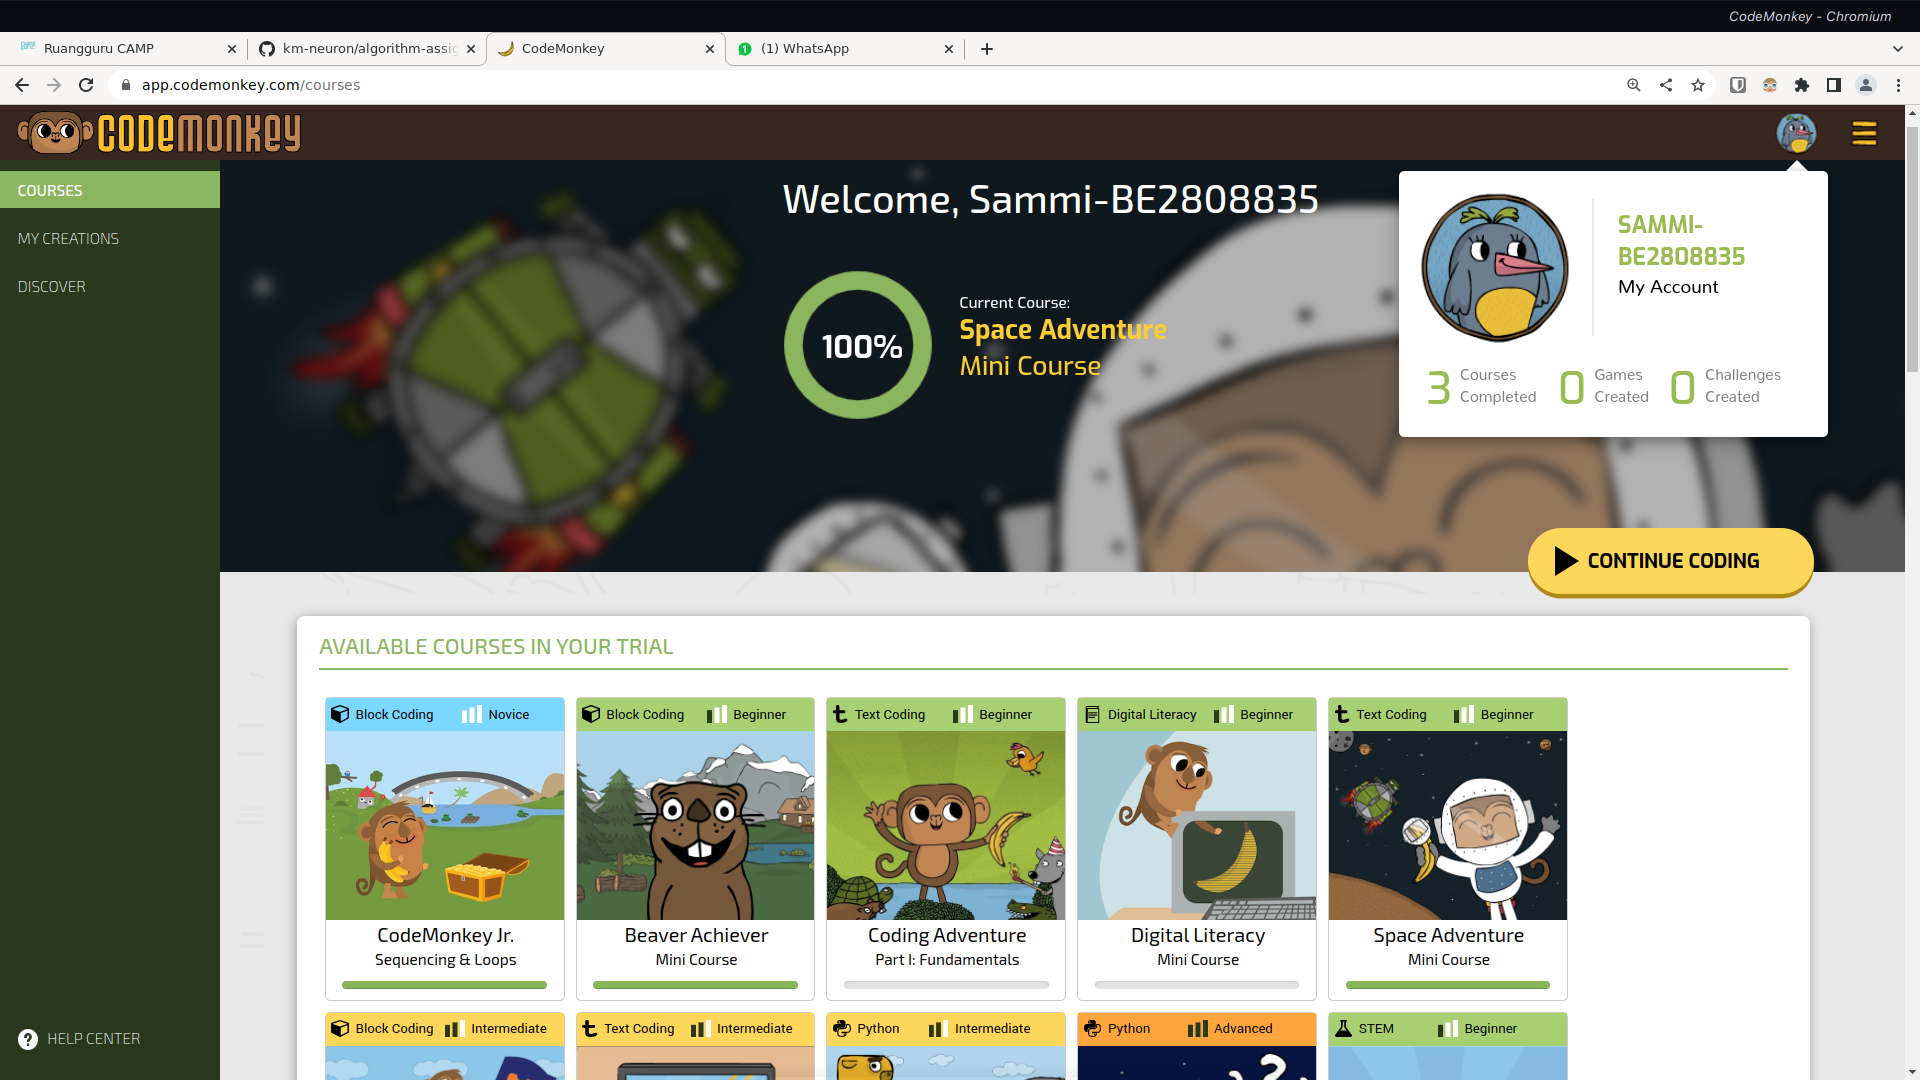 CodeMonkey - Chromium
Ruangguru CAMP
km-neuron/algorithm-assig
CodeMonkey
(1) WhatsApp
app.codemonkey.com/courses
CODEMONKEY
COURSES
MY CREATIONS
DISCOVER
HELP CENTER
Welcome, Sammi-BE2808835
100%
Current Course:
Space Adventure
Mini Course
SAMMI-
BE2808835
My Account
3 Courses Completed
0 Games Created
0 Challenges Created
CONTINUE CODING
AVAILABLE COURSES IN YOUR TRIAL
Block Coding Novice
CodeMonkey Jr.
Sequencing & Loops
Block Coding Beginner
Beaver Achiever
Mini Course
Text Coding Beginner
Coding Adventure
Part I: Fundamentals
Digital Literacy Beginner
Digital Literacy
Mini Course
Text Coding Beginner
Space Adventure
Mini Course
Block Coding Intermediate
Text Coding Intermediate
Python Intermediate
Python Advanced
STEM Beginner